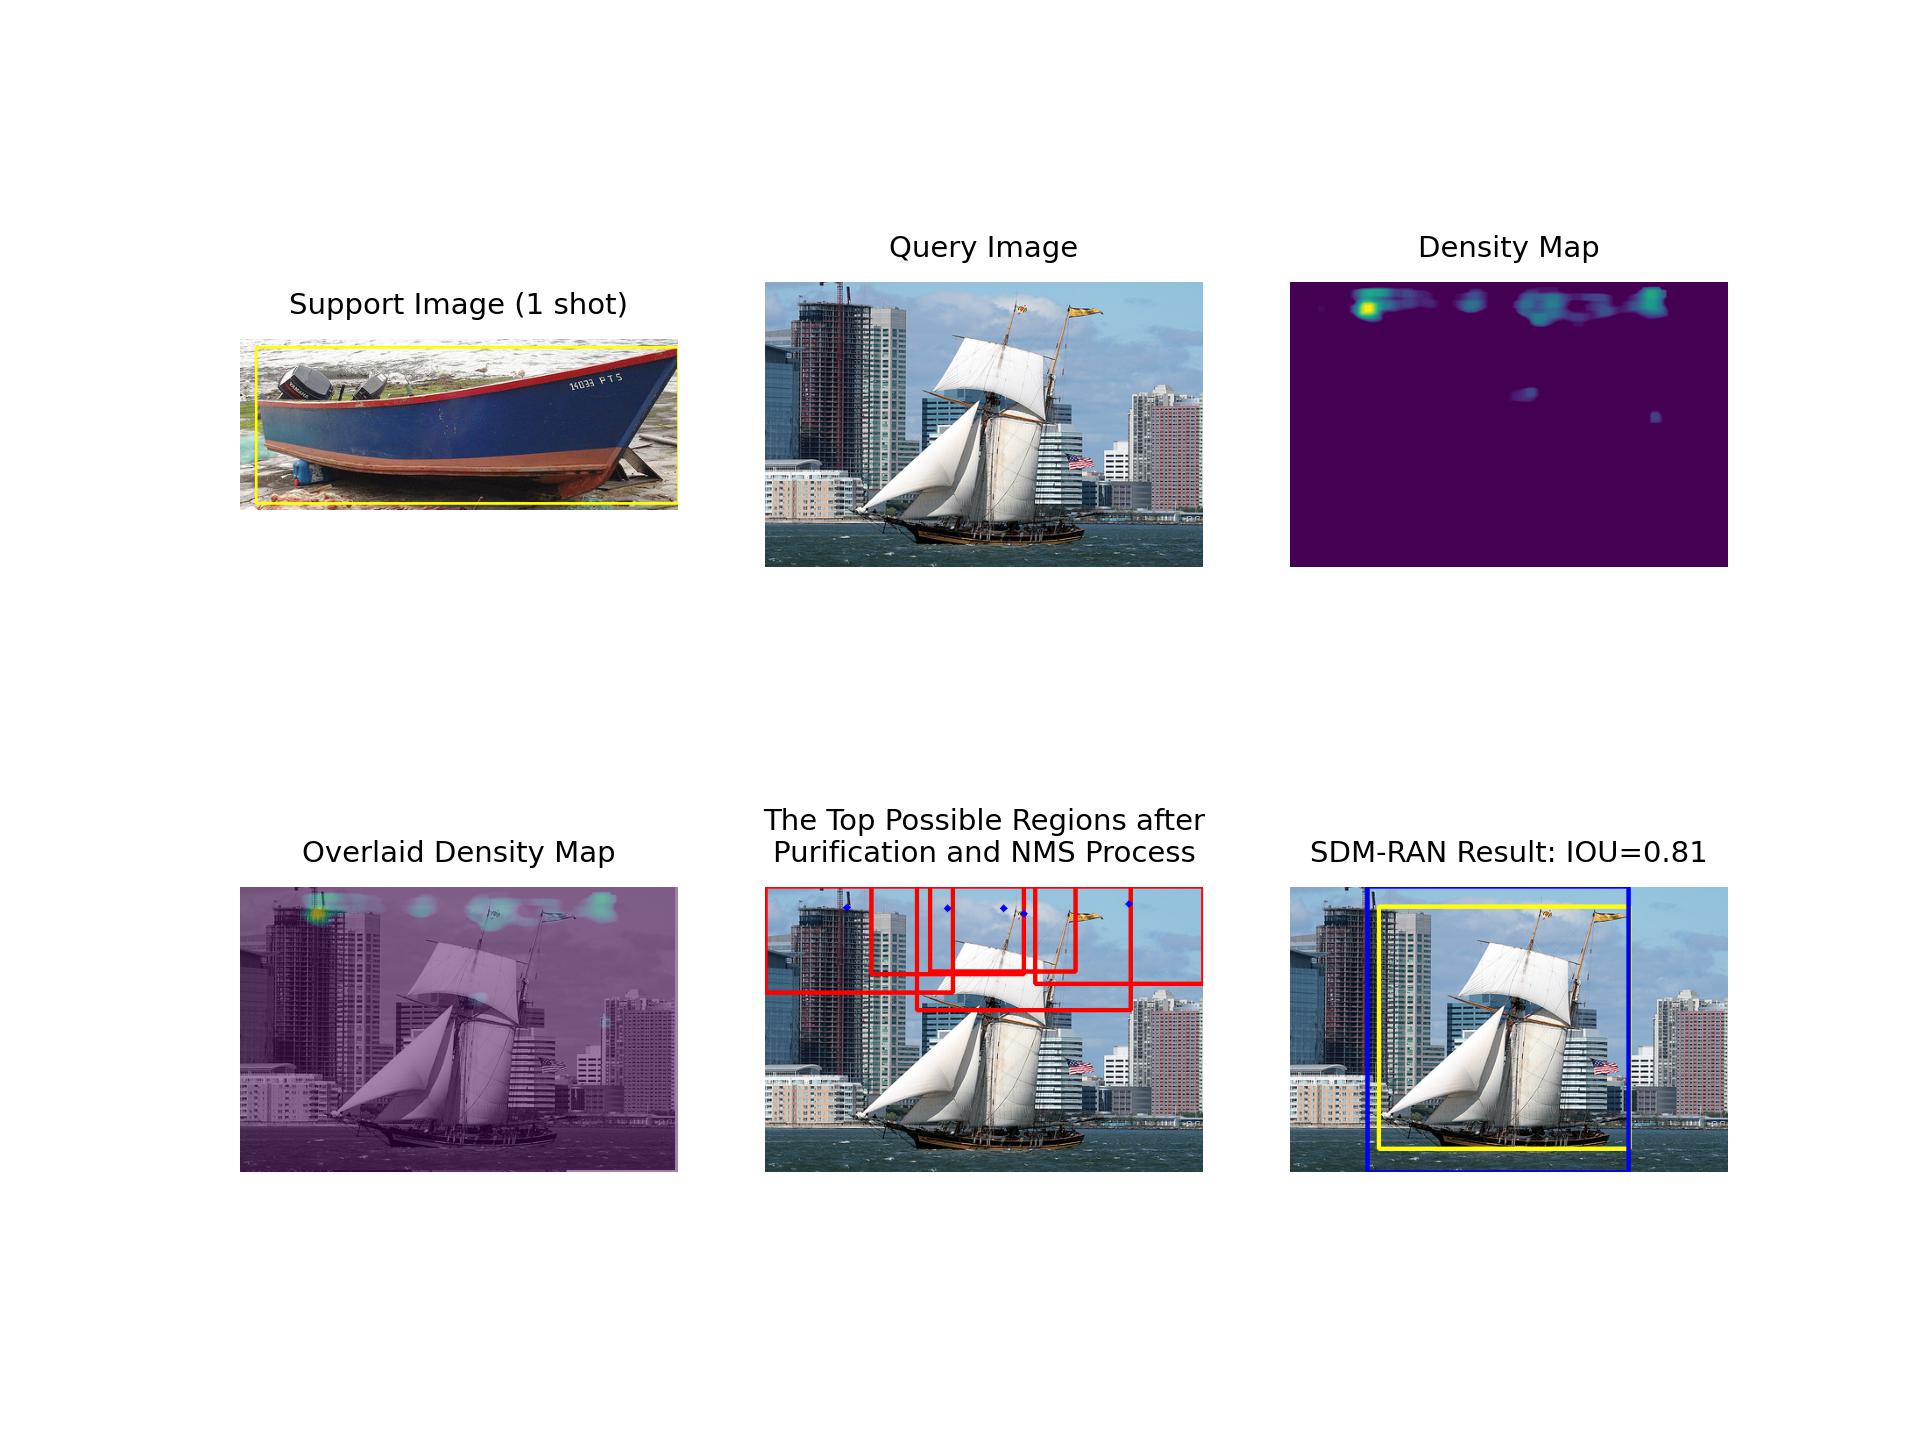 Support Image (1 shot)
14033 PTS
Query Image
Density Map
Overlaid Density Map
The Top Possible Regions after
Purification and NMS Process
SDM-RAN Result: IOU=0.81